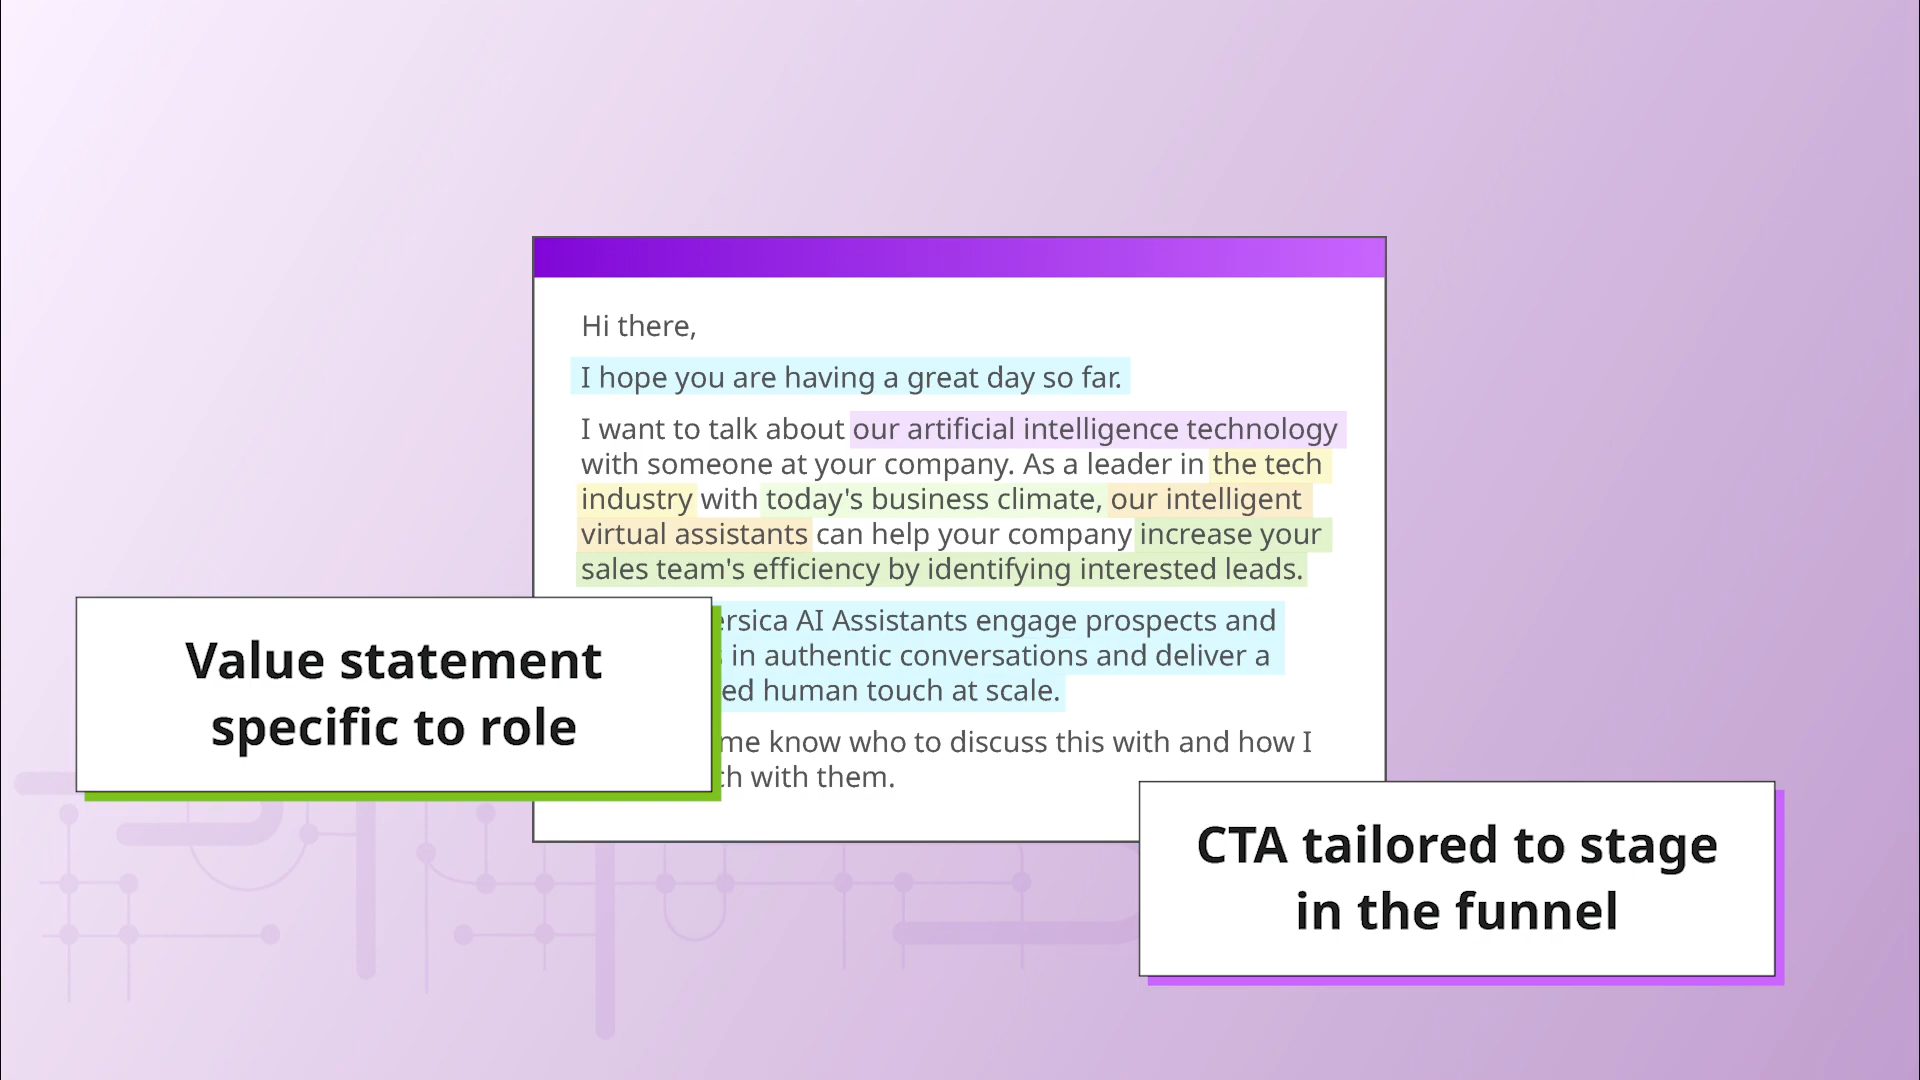 Hi there,
I hope you are having a great day so far.
I want to talk about our artificial intelligence technology
with someone at your company. As a leader in the tech
industry with today's business climate, our intelligent
virtual assistants can help your company increase your
sales team's efficiency by identifying interested leads.
AI Assistants engage prospects and
in authentic conversations and deliver a
human touch at scale.
me know who to discuss this with and how I
with them.
Value statement
specific to role
CTA tailored to stage
in the funnel